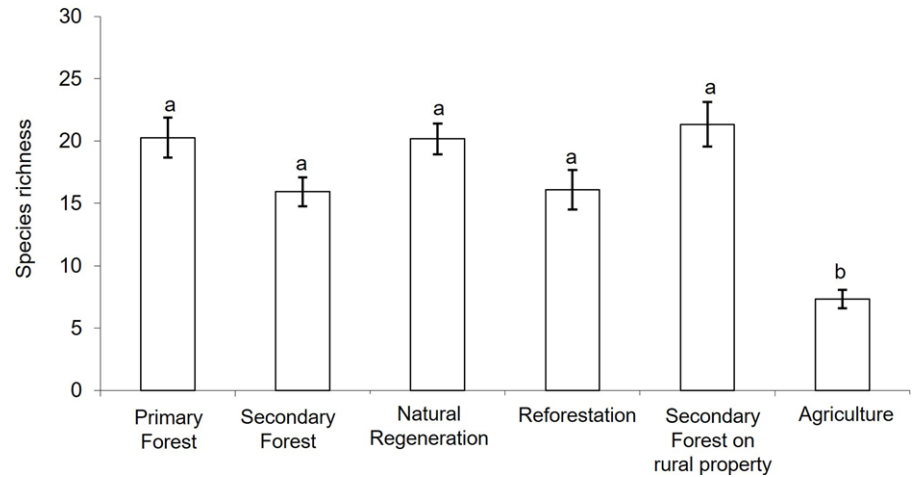 30
25
20
15
10
5
0
Species richness
a
a
a
a
a
b
Primary
Forest
Secondary
Forest
Natural
Regeneration
Reforestation
Secondary
Forest on
rural property
Agriculture